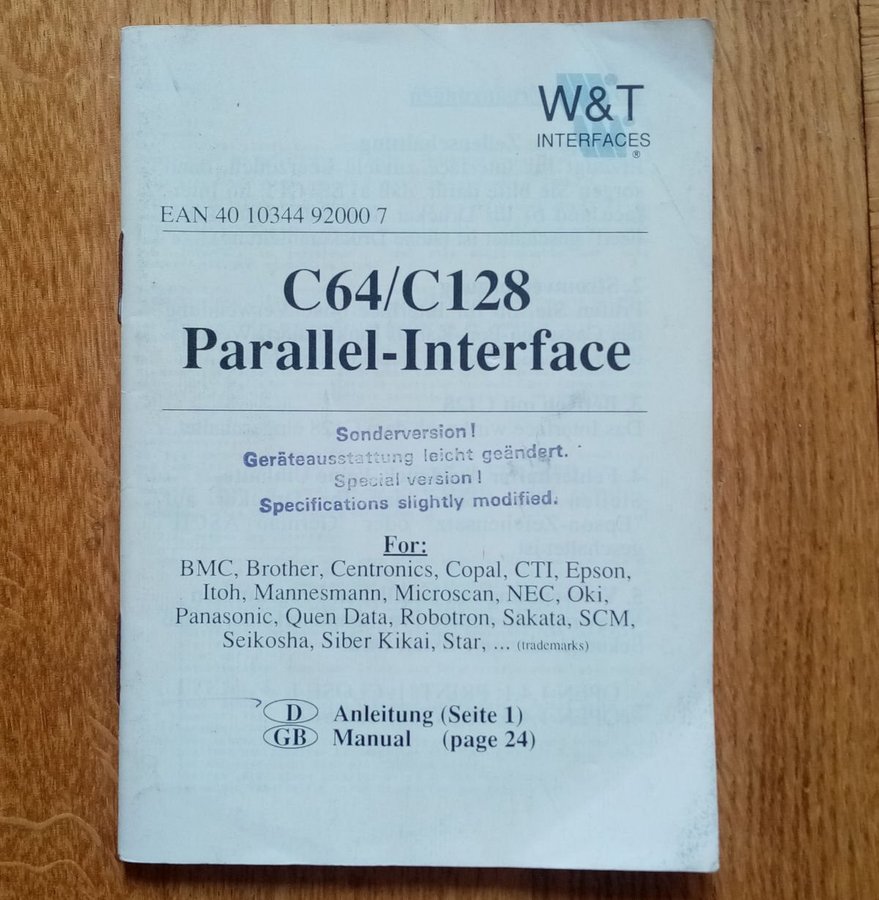 W&T
INTERFACES
®
EAN 40 10344 92000 7
C64/C128
Parallel-Interface
Sonderversion!
Geräteausstattung leicht geändert.
Special version!
Specifications slightly modified.
For:
BMC, Brother, Centronics, Copal, CTI, Epson,
Itoh, Mannesmann, Microscan, NEC, Oki,
Panasonic, Quen Data, Robotron, Sakata, SCM,
Seikosha, Siber Kikai, Star, ... (trademarks)
D Anleitung (Seite 1)
GB Manual (page 24)